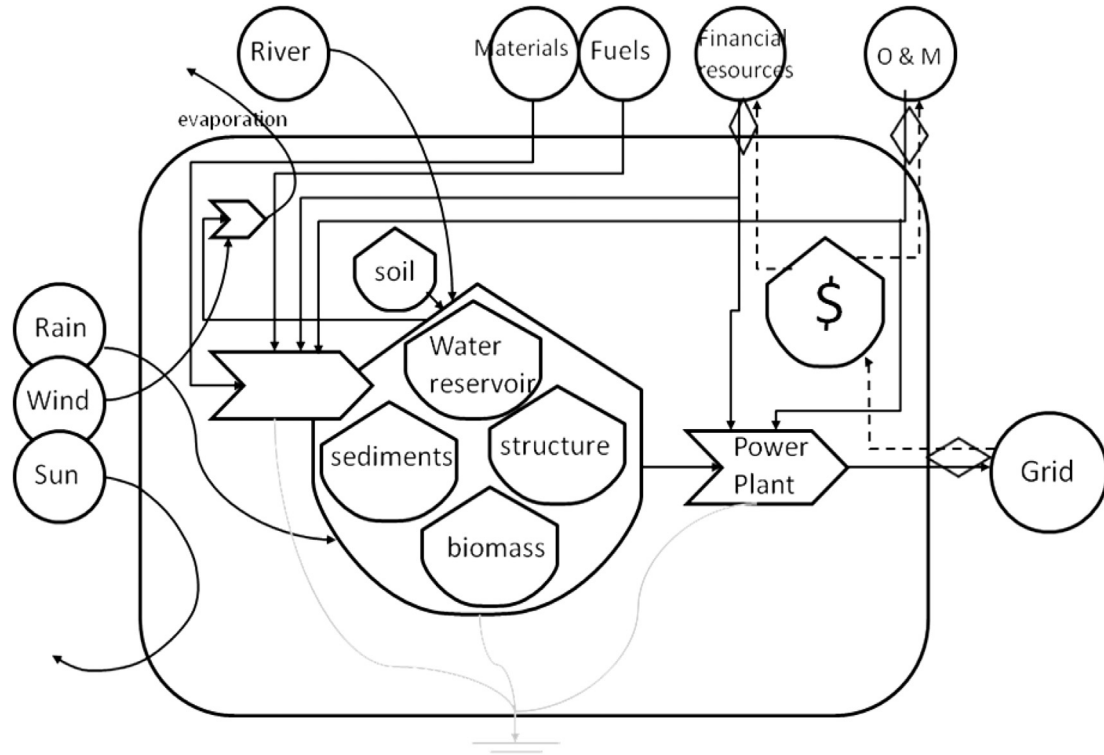 River
Materials
Fuels
Financial
resources
O & M
evaporation
soil
$
Rain
Wind
Sun
Water
reservoir
sediments
structure
biomass
Power
Plant
Grid